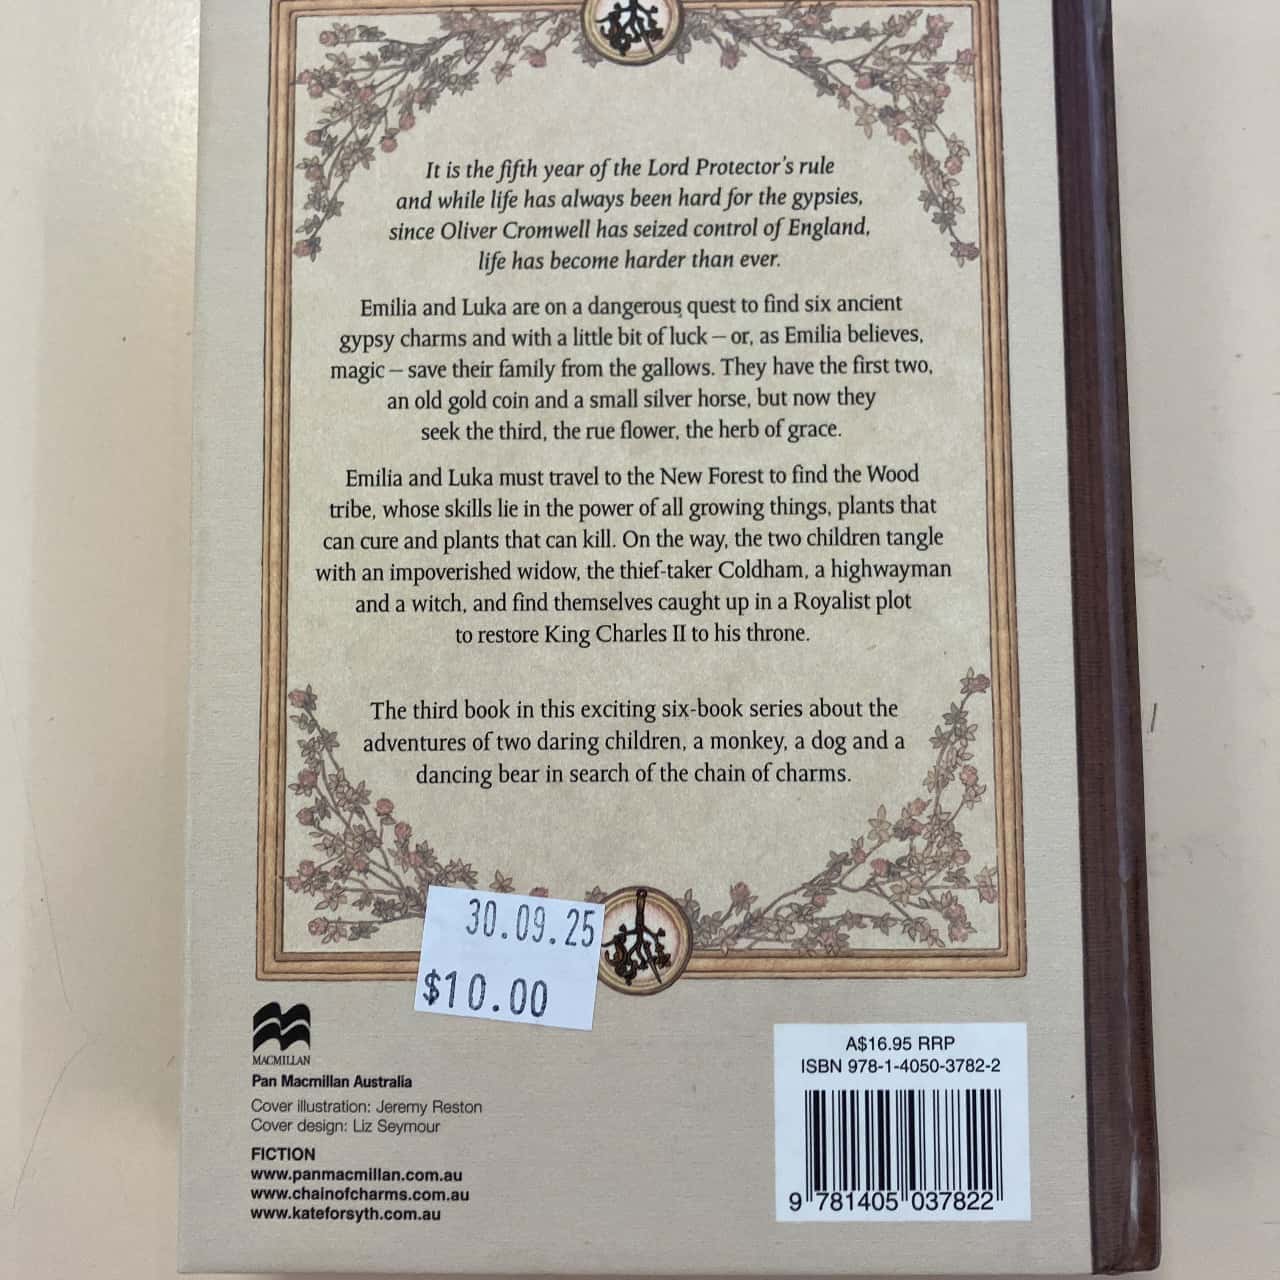 It is the fifth year of the Lord Protector's rule
and while life has always been hard for the gypsies,
since Oliver Cromwell has seized control of England,
life has become harder than ever.
Emilia and Luka are on a dangerous quest to find six ancient
gypsy charms and with a little bit of luck – or, as Emilia believes,
magic – save their family from the gallows. They have the first two,
an old gold coin and a small silver horse, but now they
seek the third, the rue flower, the herb of grace.
Emilia and Luka must travel to the New Forest to find the Wood
tribe, whose skills lie in the power of all growing things, plants that
can cure and plants that can kill. On the way, the two children tangle
with an impoverished widow, the thief-taker Coldham, a highwayman
and a witch, and find themselves caught up in a Royalist plot
to restore King Charles II to his throne.
The third book in this exciting six-book series about the
adventures of two daring children, a monkey, a dog and a
dancing bear in search of the chain of charms.
30.09.25
$10.00
MACMILLAN
Pan Macmillan Australia
Cover illustration: Jeremy Reston
Cover design: Liz Seymour
FICTION
www.panmacmillan.com.au
www.chainofcharms.com.au
www.kateforsyth.com.au
A$16.95 RRP
ISBN 978-1-4050-3782-2
9 781405 037822